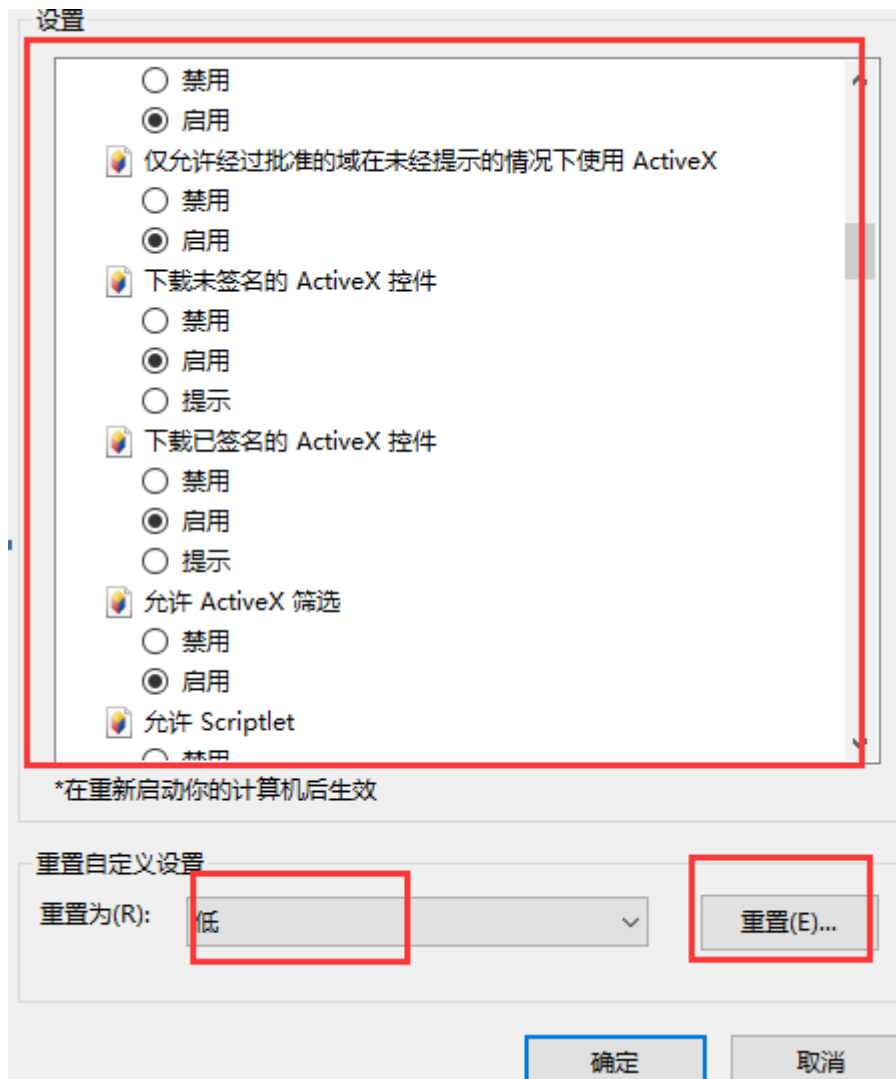 设置
禁用
启用
仅允许经过批准的域在未经提示的情况下使用 ActiveX
禁用
启用
下载未签名的 ActiveX 控件
禁用
启用
提示
下载已签名的 ActiveX 控件
禁用
启用
提示
允许 ActiveX 筛选
禁用
启用
允许 Scriptlet
禁用
*在重新启动你的计算机后生效
重置自定义设置
重置为(R): 低 重置(E)...
确定 取消